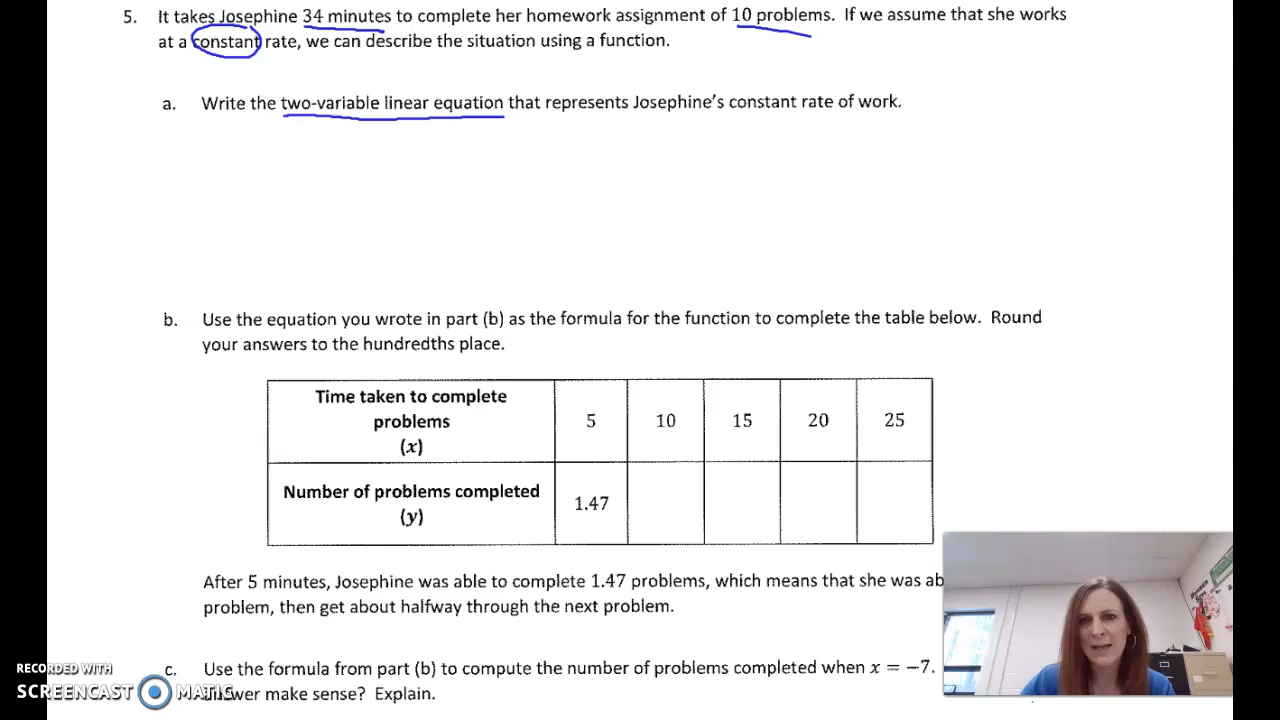 5. It takes Josephine 34 minutes to complete her homework assignment of 10 problems. If we assume that she works
at a constant rate, we can describe the situation using a function.
a. Write the two-variable linear equation that represents Josephine's constant rate of work.
b. Use the equation you wrote in part (b) as the formula for the function to complete the table below. Round
your answers to the hundredths place.
Time taken to complete
problems
(x)
5 10 15 20 25
Number of problems completed
(y)
1.47
After 5 minutes, Josephine was able to complete 1.47 problems, which means that she was ab
problem, then get about halfway through the next problem.
c. Use the formula from part (b) to compute the number of problems completed when x = −7.
make sense? Explain.
RECORDED WITH
SCREENCAST MATIC